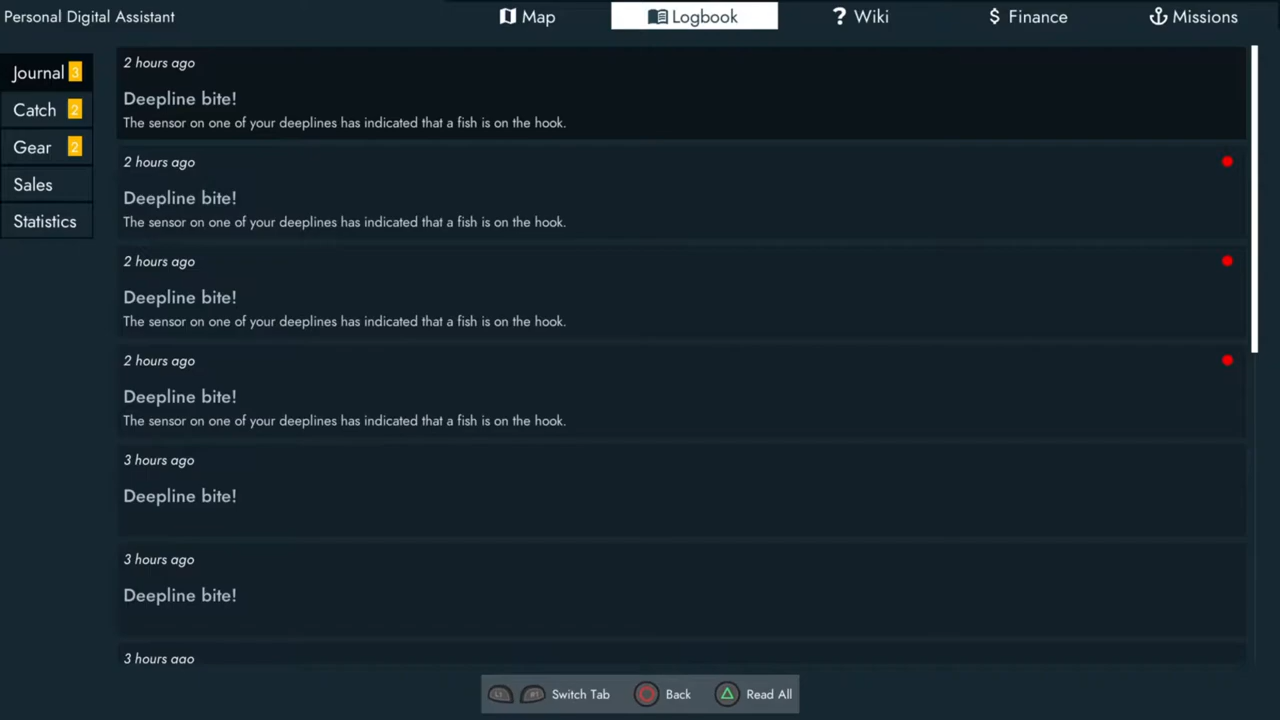 Personal Digital Assistant
Map
Logbook
? Wiki
$ Finance
Missions
Journal 3
Catch 2
Gear 2
Sales
Statistics
2 hours ago
Deepline bite!
The sensor on one of your deeplines has indicated that a fish is on the hook.
2 hours ago
Deepline bite!
The sensor on one of your deeplines has indicated that a fish is on the hook.
2 hours ago
Deepline bite!
The sensor on one of your deeplines has indicated that a fish is on the hook.
2 hours ago
Deepline bite!
The sensor on one of your deeplines has indicated that a fish is on the hook.
3 hours ago
Deepline bite!
3 hours ago
Deepline bite!
3 hours ago
L1 R1 Switch Tab
Back
Read All